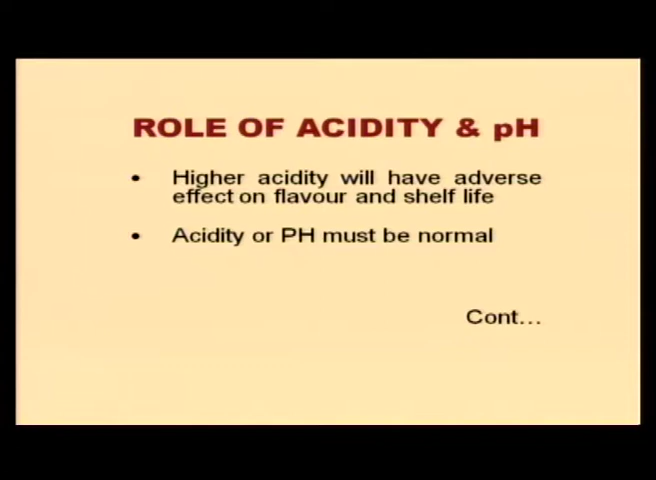 ROLE OF ACIDITY & pH
• Higher acidity will have adverse
effect on flavour and shelf life
• Acidity or PH must be normal
Cont...